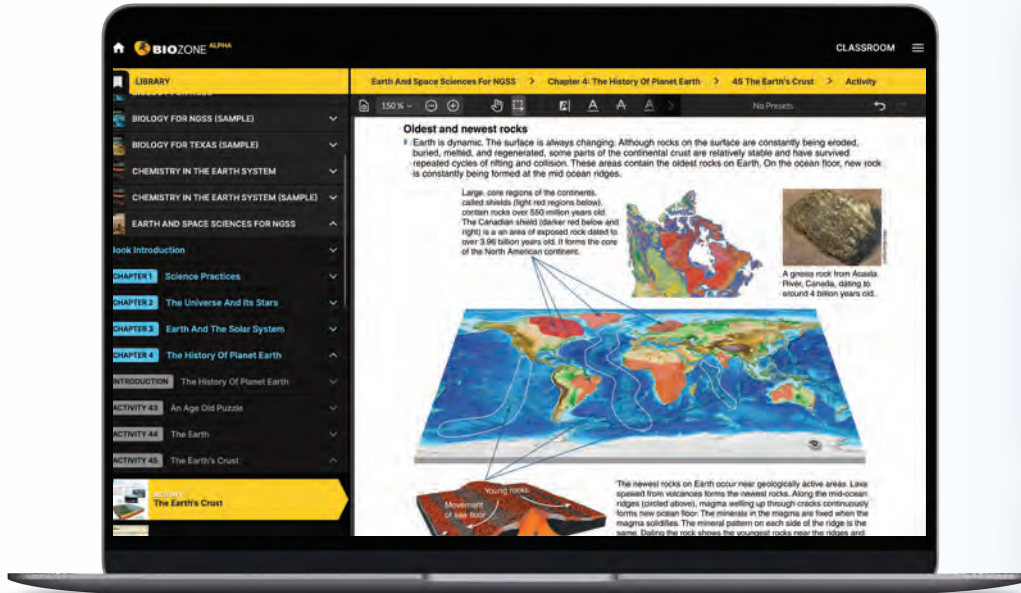 BIOZONE ALPHA
CLASSROOM
LIBRARY
Earth And Space Sciences For NGSS > Chapter 4: The History Of Planet Earth > 45 The Earth's Crust > Activity
150%
No Presets
BIOLOGY FOR NGSS (SAMPLE)
BIOLOGY FOR TEXAS (SAMPLE)
CHEMISTRY IN THE EARTH SYSTEM
CHEMISTRY IN THE EARTH SYSTEM (SAMPLE)
EARTH AND SPACE SCIENCES FOR NGSS
Book Introduction
CHAPTER 1 Science Practices
CHAPTER 2 The Universe And Its Stars
CHAPTER 3 Earth And The Solar System
CHAPTER 4 The History Of Planet Earth
INTRODUCTION The History Of Planet Earth
ACTIVITY 43 An Age Old Puzzle
ACTIVITY 44 The Earth
ACTIVITY 45 The Earth's Crust
ACTIVITY
The Earth's Crust
Oldest and newest rocks
Earth is dynamic. The surface is always changing. Although rocks on the surface are constantly being eroded,
buried, melted, and regenerated, some parts of the continental crust are relatively stable and have survived
repeated cycles of rifting and collision. These areas contain the oldest rocks on Earth. On the ocean floor, new rock
is constantly being formed at the mid ocean ridges.
Large, core regions of the continents,
called shields (light red regions below),
contain rocks over 550 million years old.
The Canadian shield (darker red below and
right) is a an area of exposed rock dated to
over 3.96 billion years old. It forms the core
of the North American continent.
A gneiss rock from Acasta
River, Canada, dating to
around 4 billion years old.
Young rocks
Movement
of sea floor
The newest rocks on Earth occur near geologically active areas. Lava
spewed from volcanoes forms the newest rocks. Along the mid-ocean
ridges (circled above), magma welling up through cracks continuously
forms new ocean floor. The minerals in the magma are fixed when the
magma solidifies. The mineral pattern on each side of the ridge is the
same. Dating the rock shows the youngest rocks near the ridges and